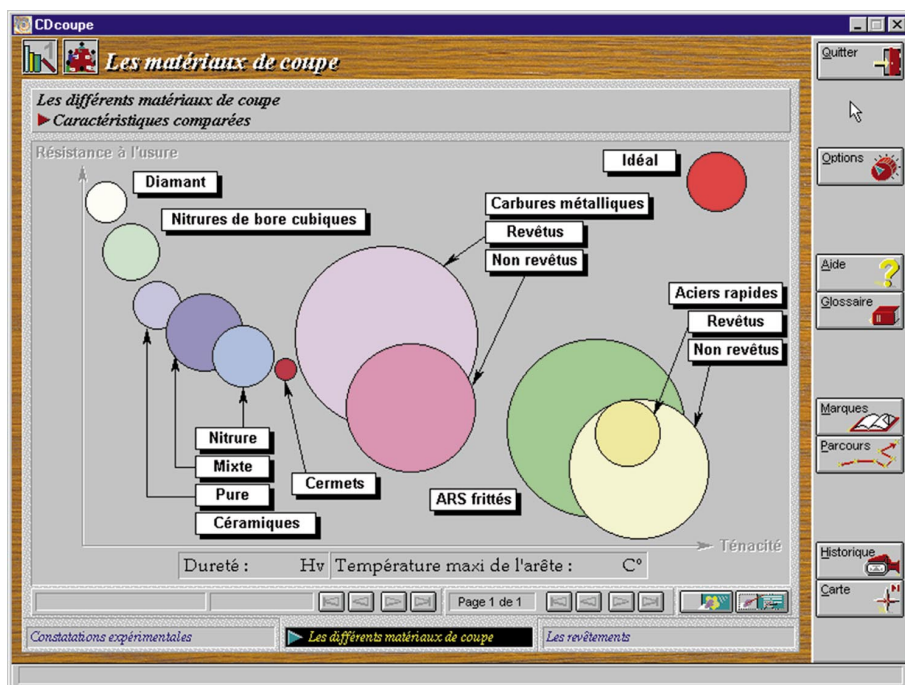 CDcoupe
Les matériaux de coupe
Les différents matériaux de coupe
Caractéristiques comparées
Résistance à l'usure
Diamant
Nitrures de bore cubiques
Idéal
Carbures métalliques
Revêtus
Non revêtus
Aciers rapides
Revêtus
Non revêtus
Nitrure
Mixte
Pure
Céramiques
Cermets
ARS frittés
Ténacité
Dureté : Hv
Température maxi de l'arête : C°
Page 1 de 1
Constatations expérimentales
Les différents matériaux de coupe
Les revêtements
Quitter
Options
Aide
Glossaire
Marques
Parcours
Historique
Carte